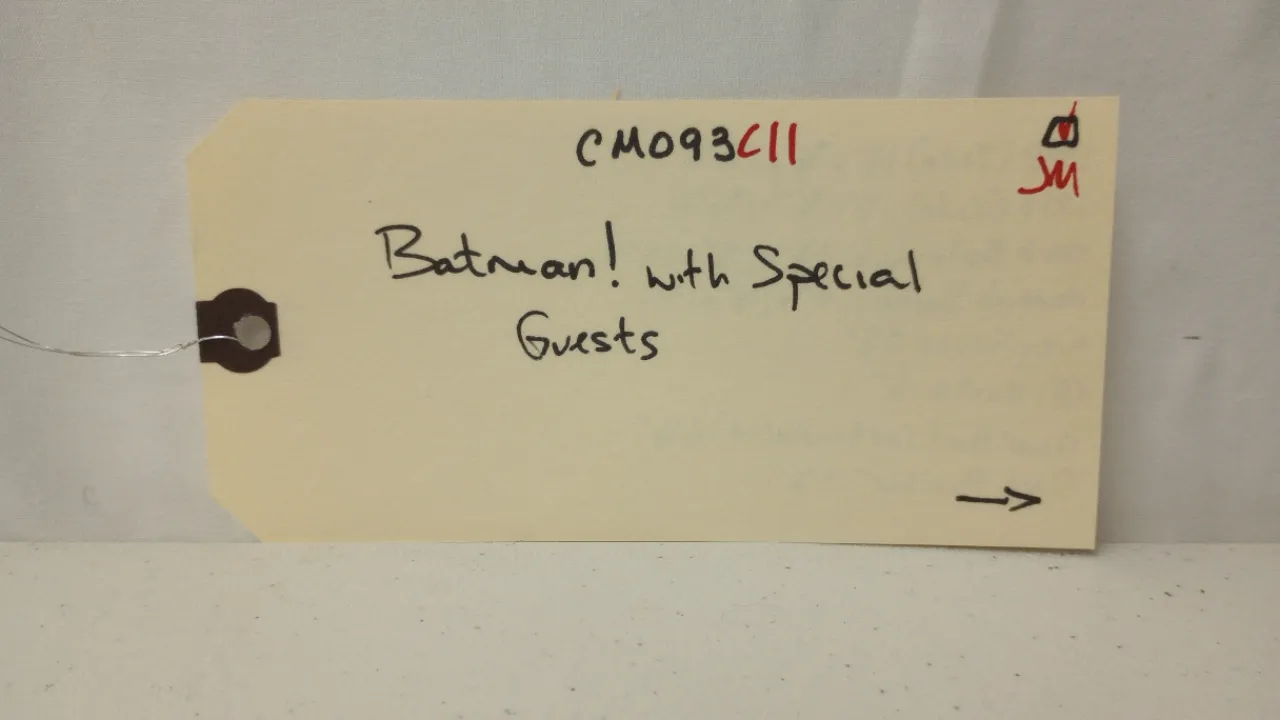 CM093C11
JM
Batman! with Special
Guests